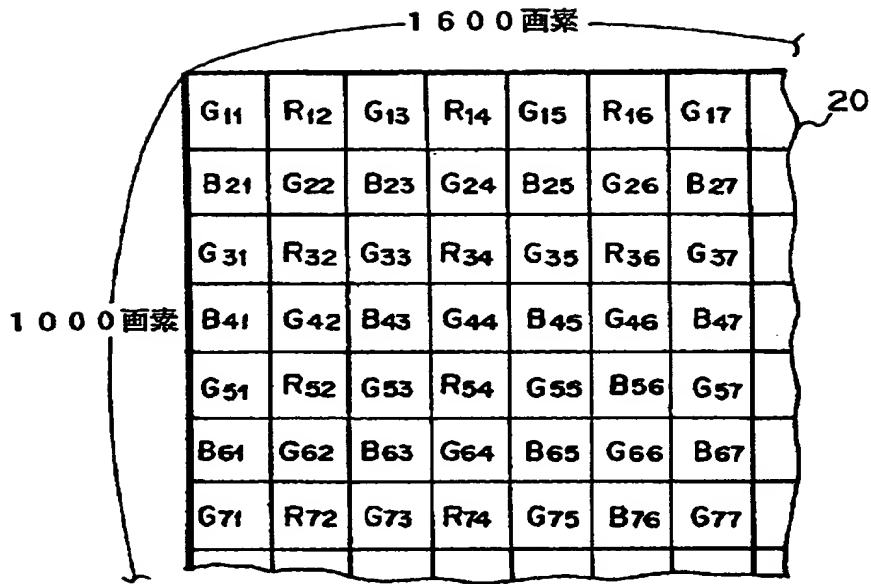 1600画素
20
G11 R12 G13 R14 G15 R16 G17
B21 G22 B23 G24 B25 G26 B27
G31 R32 G33 R34 G35 R36 G37
1000画素 B41 G42 B43 G44 B45 G46 B47
G51 R52 G53 R54 G55 B56 G57
B61 G62 B63 G64 B65 G66 B67
G71 R72 G73 R74 G75 B76 G77